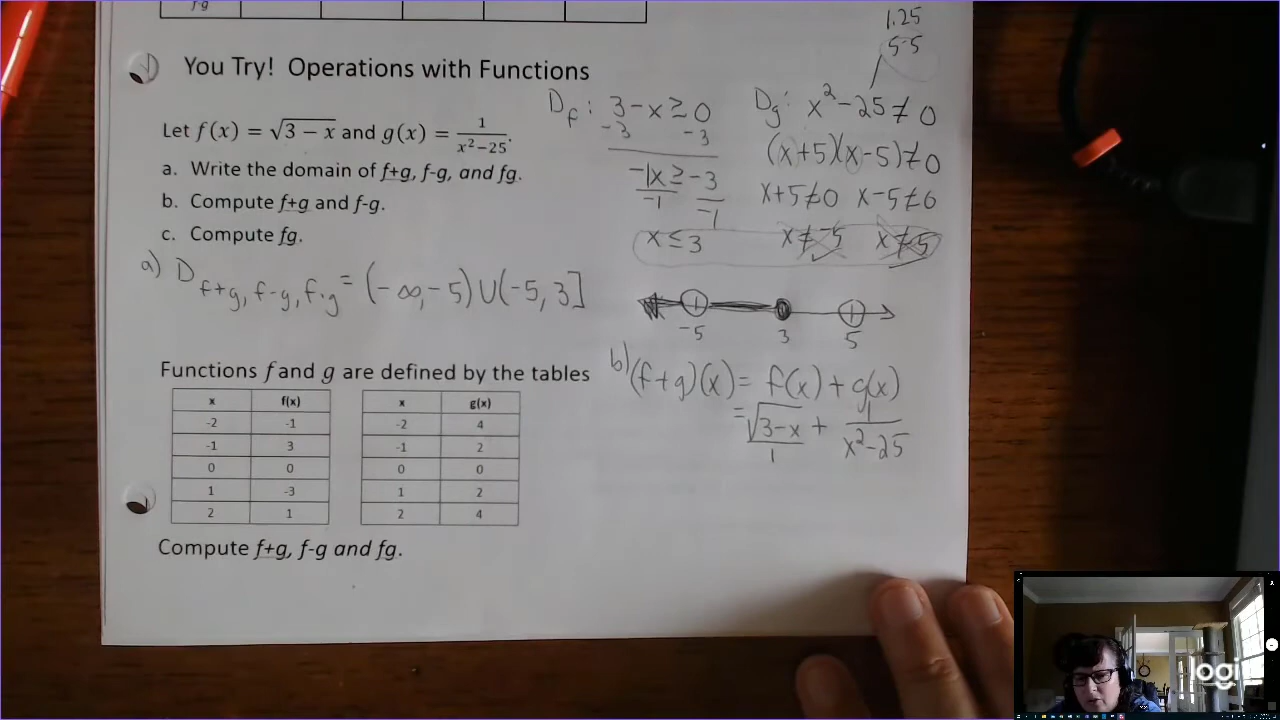 f·g
1·25
5·5
You Try! Operations with Functions
Let f(x) = √(3 − x) and g(x) = 1/(x²−25).
a. Write the domain of f+g, f-g, and fg.
b. Compute f+g and f-g.
c. Compute fg.
D_f: 3-x ≥ 0
-3 -3
-1x ≥ -3
-1 -1
x ≤ 3
D_g: x²-25 ≠ 0
(x+5)(x-5) ≠ 0
x+5≠0 x-5≠0
x≠-5 x≠5
a) D f+g, f-g, f·g = (-∞,-5) U (-5, 3]
-5 3 5
b) (f+g)(x) = f(x) + g(x)
= √(3-x)/1 + 1/(x²-25)
Functions f and g are defined by the tables
x f(x)
-2 -1
-1 3
0 0
1 -3
2 1
x g(x)
-2 4
-1 2
0 0
1 2
2 4
Compute f+g, f-g and fg.
logi